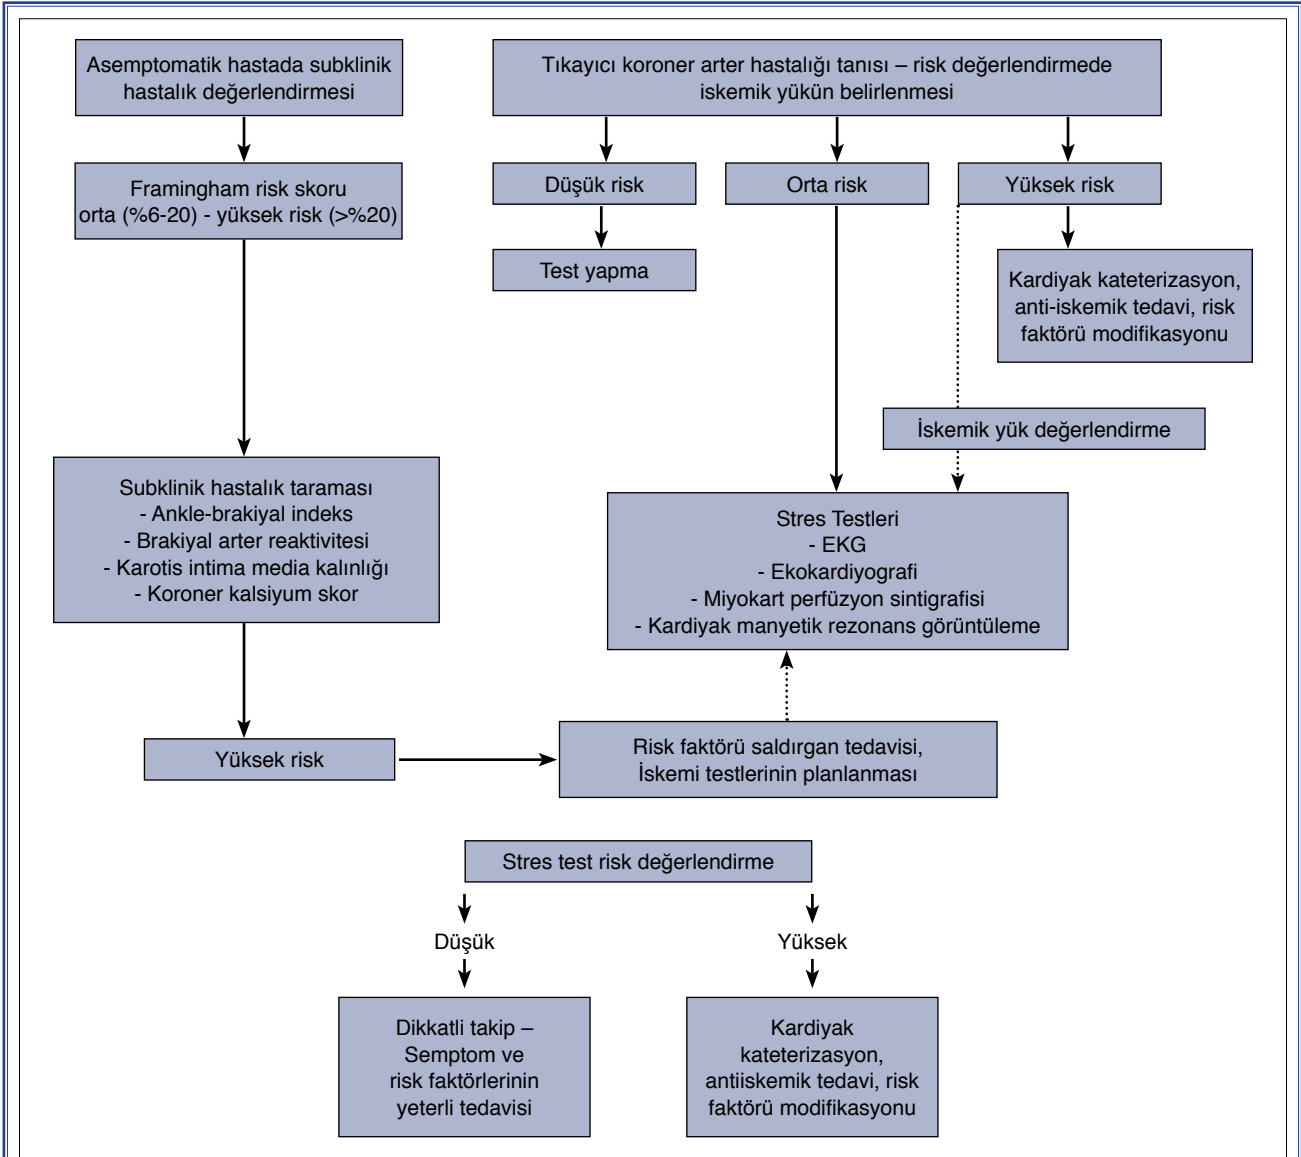 Asemptomatik hastada subklinik
hastalık değerlendirmesi
Tıkayıcı koroner arter hastalığı tanısı – risk değerlendirmede
iskemik yükün belirlenmesi
Framingham risk skoru
orta (%6-20) - yüksek risk (>%20)
Düşük risk
Orta risk
Yüksek risk
Test yapma
Kardiyak kateterizasyon,
anti-iskemik tedavi, risk
faktörü modifikasyonu
İskemik yük değerlendirme
Subklinik hastalık taraması
- Ankle-brakiyal indeks
- Brakiyal arter reaktivitesi
- Karotis intima media kalınlığı
- Koroner kalsiyum skor
Stres Testleri
- EKG
- Ekokardiyografi
- Miyokart perfüzyon sintigrafisi
- Kardiyak manyetik rezonans görüntüleme
Yüksek risk
Risk faktörü saldırgan tedavisi,
İskemi testlerinin planlanması
Stres test risk değerlendirme
Düşük
Yüksek
Dikkatli takip –
Semptom ve
risk faktörlerinin
yeterli tedavisi
Kardiyak
kateterizasyon,
antiiskemik tedavi, risk
faktörü modifikasyonu